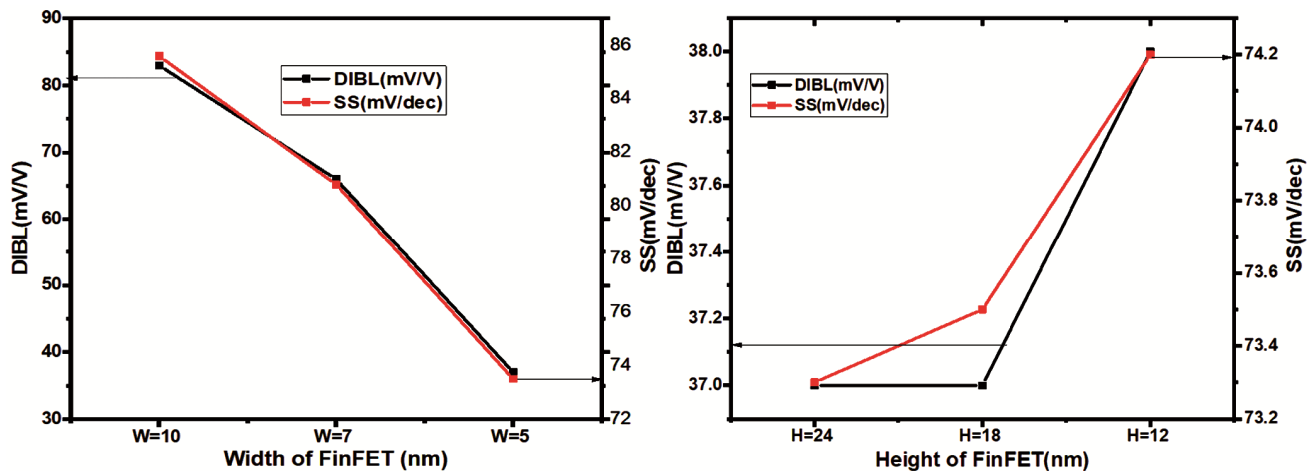 DIBL(mV/V)
90
80
70
60
50
40
30
DIBL(mV/V)
SS(mV/dec)
86
84
82
80
78
76
74
72
SS(mV/dec)
W=10
W=7
W=5
Width of FinFET (nm)
DIBL(mV/V)
38.0
37.8
37.6
37.4
37.2
37.0
DIBL(mV/V)
SS(mV/dec)
74.2
74.0
73.8
73.6
73.4
73.2
SS(mV/dec)
H=24
H=18
H=12
Height of FinFET(nm)